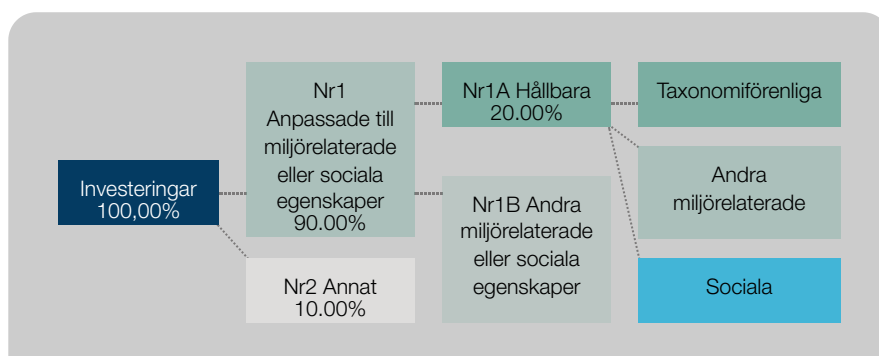 Investeringar
100,00%
Nr1
Anpassade till
miljörelaterade
eller sociala
egenskaper
90.00%
Nr2 Annat
10.00%
Nr1A Hållbara
20.00%
Nr1B Andra
miljörelaterade
eller sociala
egenskaper
Taxonomiförenliga
Andra
miljörelaterade
Sociala